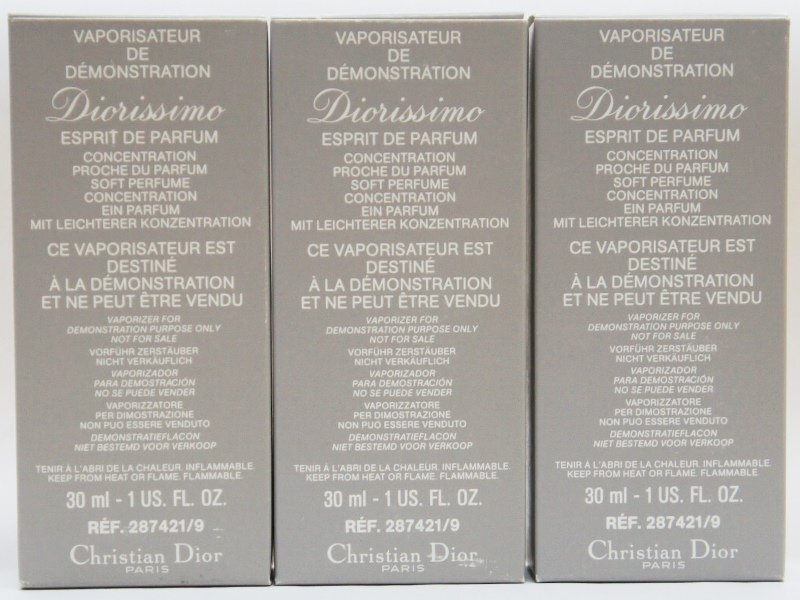 VAPORISATEUR
DE
DÉMONSTRATION
Diorissimo
ESPRIT DE PARFUM
CONCENTRATION
PROCHE DU PARFUM
SOFT PERFUME
CONCENTRATION
EIN PARFUM
MIT LEICHTERER KONZENTRATION
CE VAPORISATEUR EST
DESTINÉ
À LA DÉMONSTRATION
ET NE PEUT ÊTRE VENDU
VAPORIZER FOR
DEMONSTRATION PURPOSE ONLY
NOT FOR SALE
VORFÜHR ZERSTÄUBER
NICHT VERKÄUFLICH
VAPORIZADOR
PARA DEMOSTRACIÓN
NO SE PUEDE VENDER
VAPORIZZATORE
PER DIMOSTRAZIONE
NON PUO ESSERE VENDUTO
DEMONSTRATIEFLACON
NIET BESTEMD VOOR VERKOOP
TENIR À L'ABRI DE LA CHALEUR. INFLAMMABLE.
KEEP FROM HEAT OR FLAME. FLAMMABLE.
30 ml - 1 US. FL. OZ.
RÉF. 287421/9
Christian Dior
PARIS
VAPORISATEUR
DE
DÉMONSTRATION
Diorissimo
ESPRIT DE PARFUM
CONCENTRATION
PROCHE DU PARFUM
SOFT PERFUME
CONCENTRATION
EIN PARFUM
MIT LEICHTERER KONZENTRATION
CE VAPORISATEUR EST
DESTINÉ
À LA DÉMONSTRATION
ET NE PEUT ÊTRE VENDU
VAPORIZER FOR
DEMONSTRATION PURPOSE ONLY
NOT FOR SALE
VORFÜHR ZERSTÄUBER
NICHT VERKÄUFLICH
VAPORIZADOR
PARA DEMOSTRACIÓN
NO SE PUEDE VENDER
VAPORIZZATORE
PER DIMOSTRAZIONE
NON PUO ESSERE VENDUTO
DEMONSTRATIEFLACON
NIET BESTEMD VOOR VERKOOP
TENIR À L'ABRI DE LA CHALEUR. INFLAMMABLE.
KEEP FROM HEAT OR FLAME. FLAMMABLE.
30 ml - 1 US. FL. OZ.
RÉF. 287421/9
Christian Dior
PARIS
VAPORISATEUR
DE
DÉMONSTRATION
Diorissimo
ESPRIT DE PARFUM
CONCENTRATION
PROCHE DU PARFUM
SOFT PERFUME
CONCENTRATION
EIN PARFUM
MIT LEICHTERER KONZENTRATION
CE VAPORISATEUR EST
DESTINÉ
À LA DÉMONSTRATION
ET NE PEUT ÊTRE VENDU
VAPORIZER FOR
DEMONSTRATION PURPOSE ONLY
NOT FOR SALE
VORFÜHR ZERSTÄUBER
NICHT VERKÄUFLICH
VAPORIZADOR
PARA DEMOSTRACIÓN
NO SE PUEDE VENDER
VAPORIZZATORE
PER DIMOSTRAZIONE
NON PUO ESSERE VENDUTO
DEMONSTRATIEFLACON
NIET BESTEMD VOOR VERKOOP
TENIR À L'ABRI DE LA CHALEUR. INFLAMMABLE.
KEEP FROM HEAT OR FLAME. FLAMMABLE.
30 ml - 1 US. FL. OZ.
RÉF. 287421/9
Christian Dior
PARIS